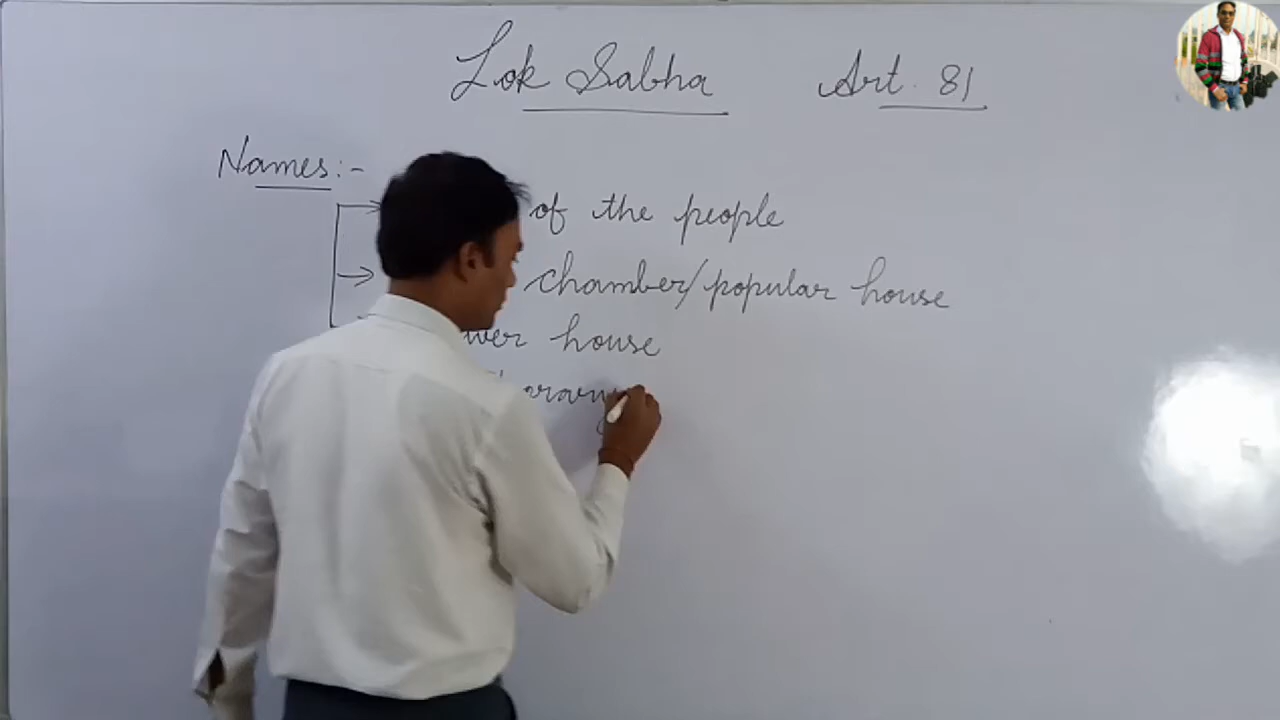 Lok Sabha Art. 81
Names:-
of the people
chamber/popular house
house